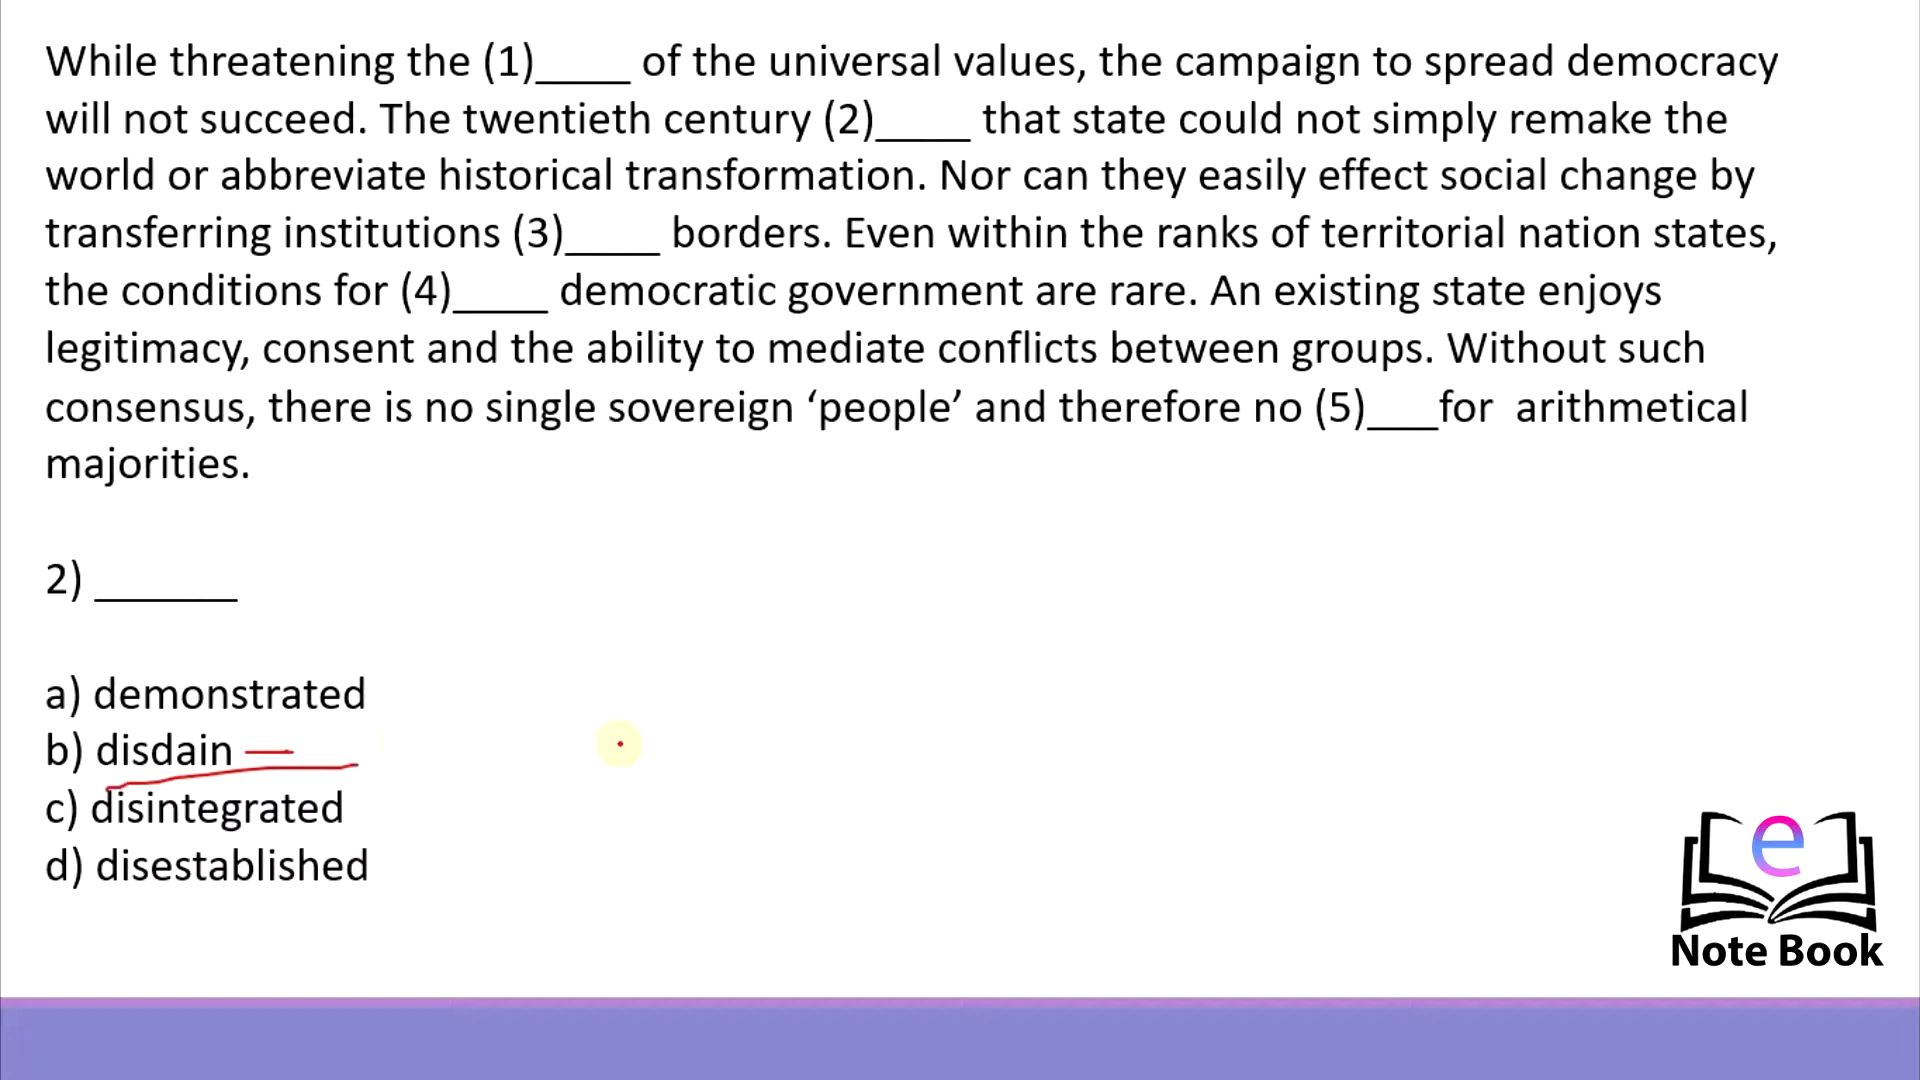 While threatening the (1)____ of the universal values, the campaign to spread democracy
will not succeed. The twentieth century (2)____ that state could not simply remake the
world or abbreviate historical transformation. Nor can they easily effect social change by
transferring institutions (3)____ borders. Even within the ranks of territorial nation states,
the conditions for (4)____ democratic government are rare. An existing state enjoys
legitimacy, consent and the ability to mediate conflicts between groups. Without such
consensus, there is no single sovereign ‘people’ and therefore no (5)___for  arithmetical
majorities.
2) ______
a) demonstrated
b) disdain
c) disintegrated
d) disestablished
e
Note Book